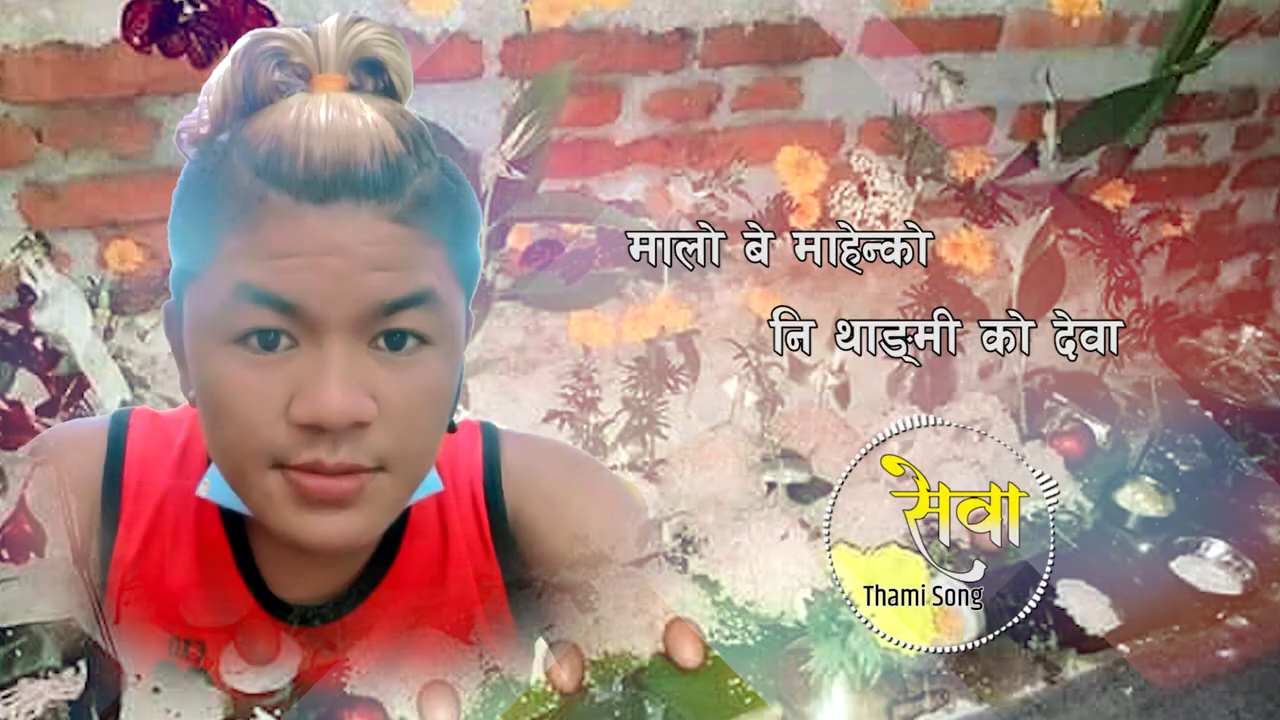 मालो बे माहेन्को
नि थाङ्मी को देवा
सेवा
Thami Song